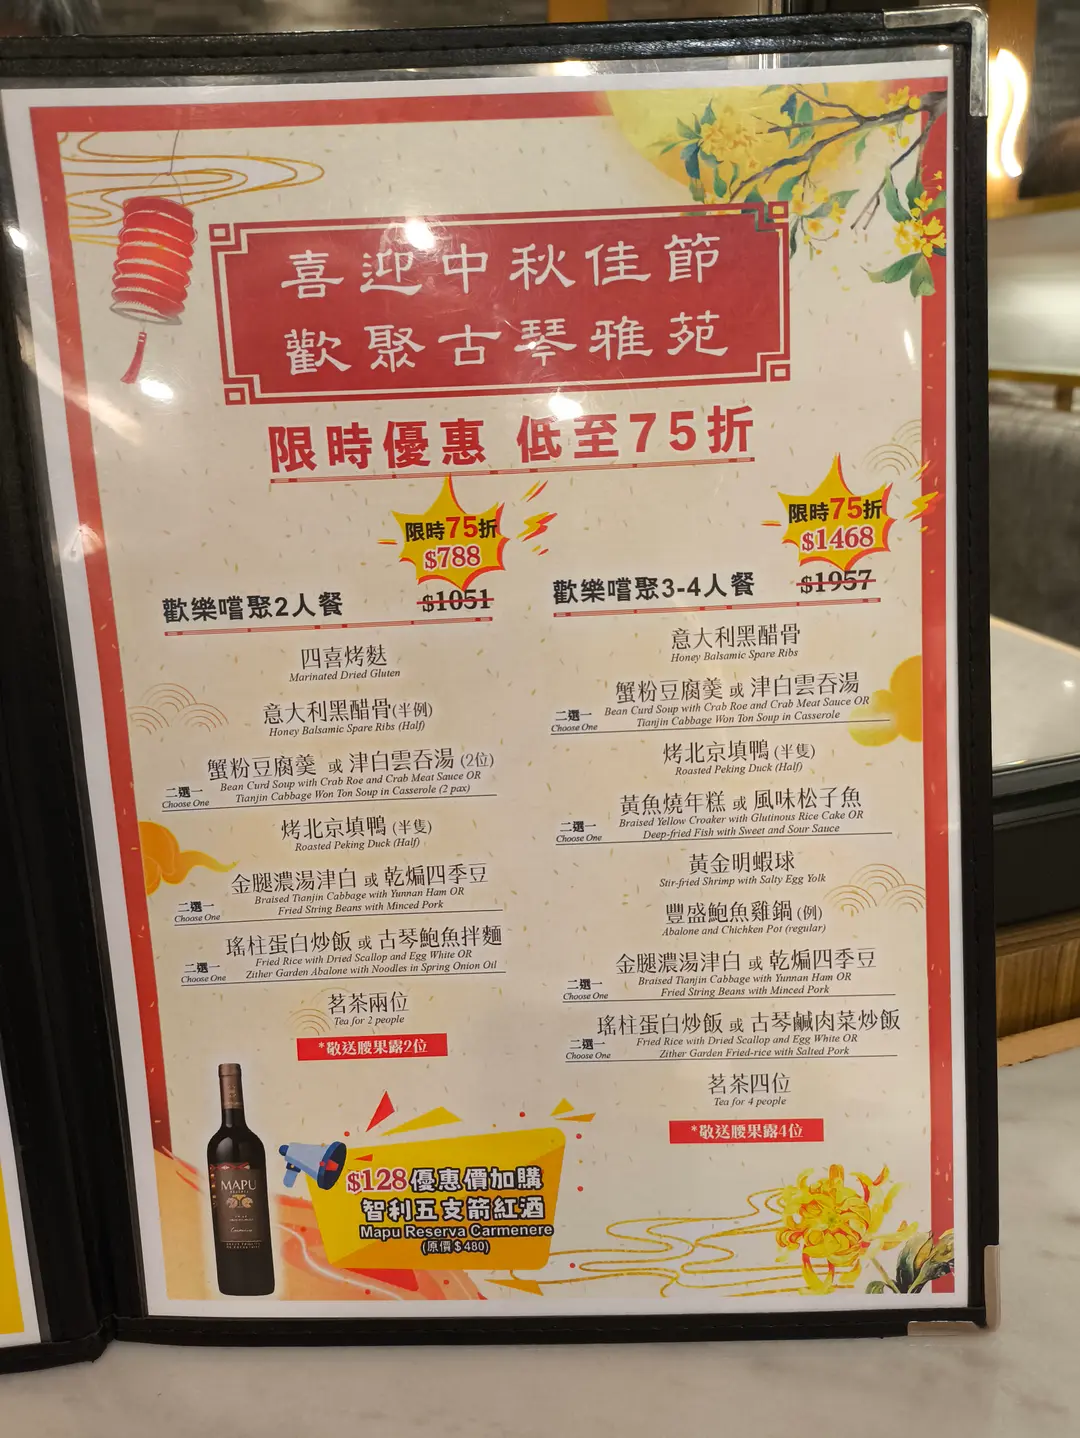 喜迎中秋佳節
歡聚古琴雅苑
限時優惠 低至75折
限時75折
$788
歡樂嚐聚2人餐
$1051
四喜烤麩
Marinated Dried Gluten
意大利黑醋骨(半例)
Honey Balsamic Spare Ribs (Half)
蟹粉豆腐羹 或 津白雲吞湯 (2位)
二選一
Choose One
Bean Curd Soup with Crab Roe and Crab Meat Sauce OR
Tianjin Cabbage Won Ton Soup in Casserole (2 pax)
烤北京填鴨 (半隻)
Roasted Peking Duck (Half)
金腿濃湯津白 或 乾煸四季豆
二選一
Choose One
Braised Tianjin Cabbage with Yunnan Ham OR
Fried String Beans with Minced Pork
瑤柱蛋白炒飯 或 古琴鮑魚拌麵
二選一
Choose One
Fried Rice with Dried Scallop and Egg White OR
Zither Garden Abalone with Noodles in Spring Onion Oil
茗茶兩位
Tea for 2 people
*敬送腰果露2位
限時75折
$1468
歡樂嚐聚3-4人餐
$1957
意大利黑醋骨
Honey Balsamic Spare Ribs
蟹粉豆腐羹 或 津白雲吞湯
二選一
Choose One
Bean Curd Soup with Crab Roe and Crab Meat Sauce OR
Tianjin Cabbage Won Ton Soup in Casserole
烤北京填鴨 (半隻)
Roasted Peking Duck (Half)
黃魚燒年糕 或 風味松子魚
二選一
Choose One
Braised Yellow Croaker with Glutinous Rice Cake OR
Deep-fried Fish with Sweet and Sour Sauce
黃金明蝦球
Stir-fried Shrimp with Salty Egg Yolk
豐盛鮑魚雞鍋 (例)
Abalone and Chichken Pot (regular)
金腿濃湯津白 或 乾煸四季豆
二選一
Choose One
Braised Tianjin Cabbage with Yunnan Ham OR
Fried String Beans with Minced Pork
瑤柱蛋白炒飯 或 古琴鹹肉菜炒飯
二選一
Choose One
Fried Rice with Dried Scallop and Egg White OR
Zither Garden Fried-rice with Salted Pork
茗茶四位
Tea for 4 people
*敬送腰果露4位
MAPU
RESERVA
$128優惠價加購
智利五支箭紅酒
Mapu Reserva Carmenere
(原價$480)